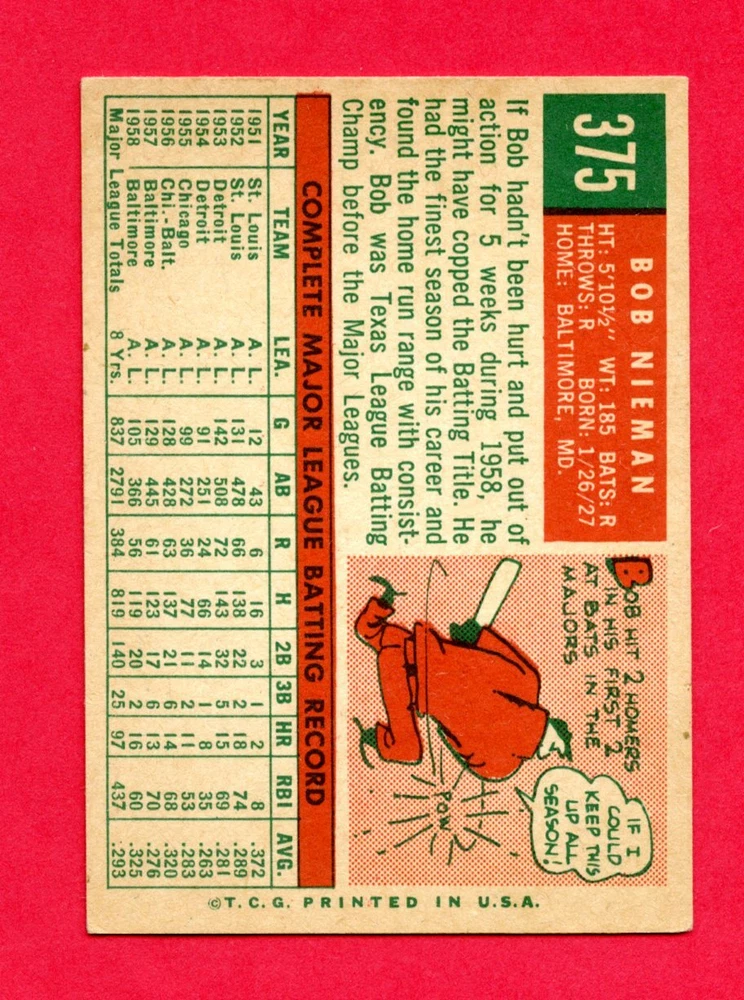 375
BOB NIEMAN
HT: 5'10½" WT: 185 BATS: R
THROWS: R BORN: 1/26/27
HOME: BALTIMORE, MD.
If Bob hadn't been hurt and put out of
action for 5 weeks during 1958, he
might have copped the Batting Title. He
had the finest season of his career and
found the home run range with consist-
ency. Bob was Texas League Batting
Champ before the Major Leagues.
BOB HIT 2 HOMERS
IN HIS FIRST 2
AT BATS IN THE
MAJORS
IF I
COULD
KEEP THIS
UP ALL
SEASON!
POW
COMPLETE MAJOR LEAGUE BATTING RECORD
YEAR TEAM LEA. G AB R H 2B 3B HR RBI AVG.
1951 St. Louis A. L. 12 43 6 16 3 1 2 8 .372
1952 St. Louis A. L. 131 478 66 138 22 2 18 74 .289
1953 Detroit A. L. 142 508 72 143 32 5 15 69 .281
1954 Detroit A. L. 91 251 24 66 14 1 8 35 .263
1955 Chicago A. L. 99 272 36 77 11 2 11 53 .283
1956 Chi.-Balt. A. L. 128 428 63 137 21 6 14 68 .320
1957 Baltimore A. L. 129 445 61 123 17 6 13 70 .276
1958 Baltimore A. L. 105 366 56 119 20 2 16 60 .325
Major League Totals 8 Yrs. 837 2791 384 819 140 25 97 437 .293
© T.C.G. PRINTED IN U.S.A.